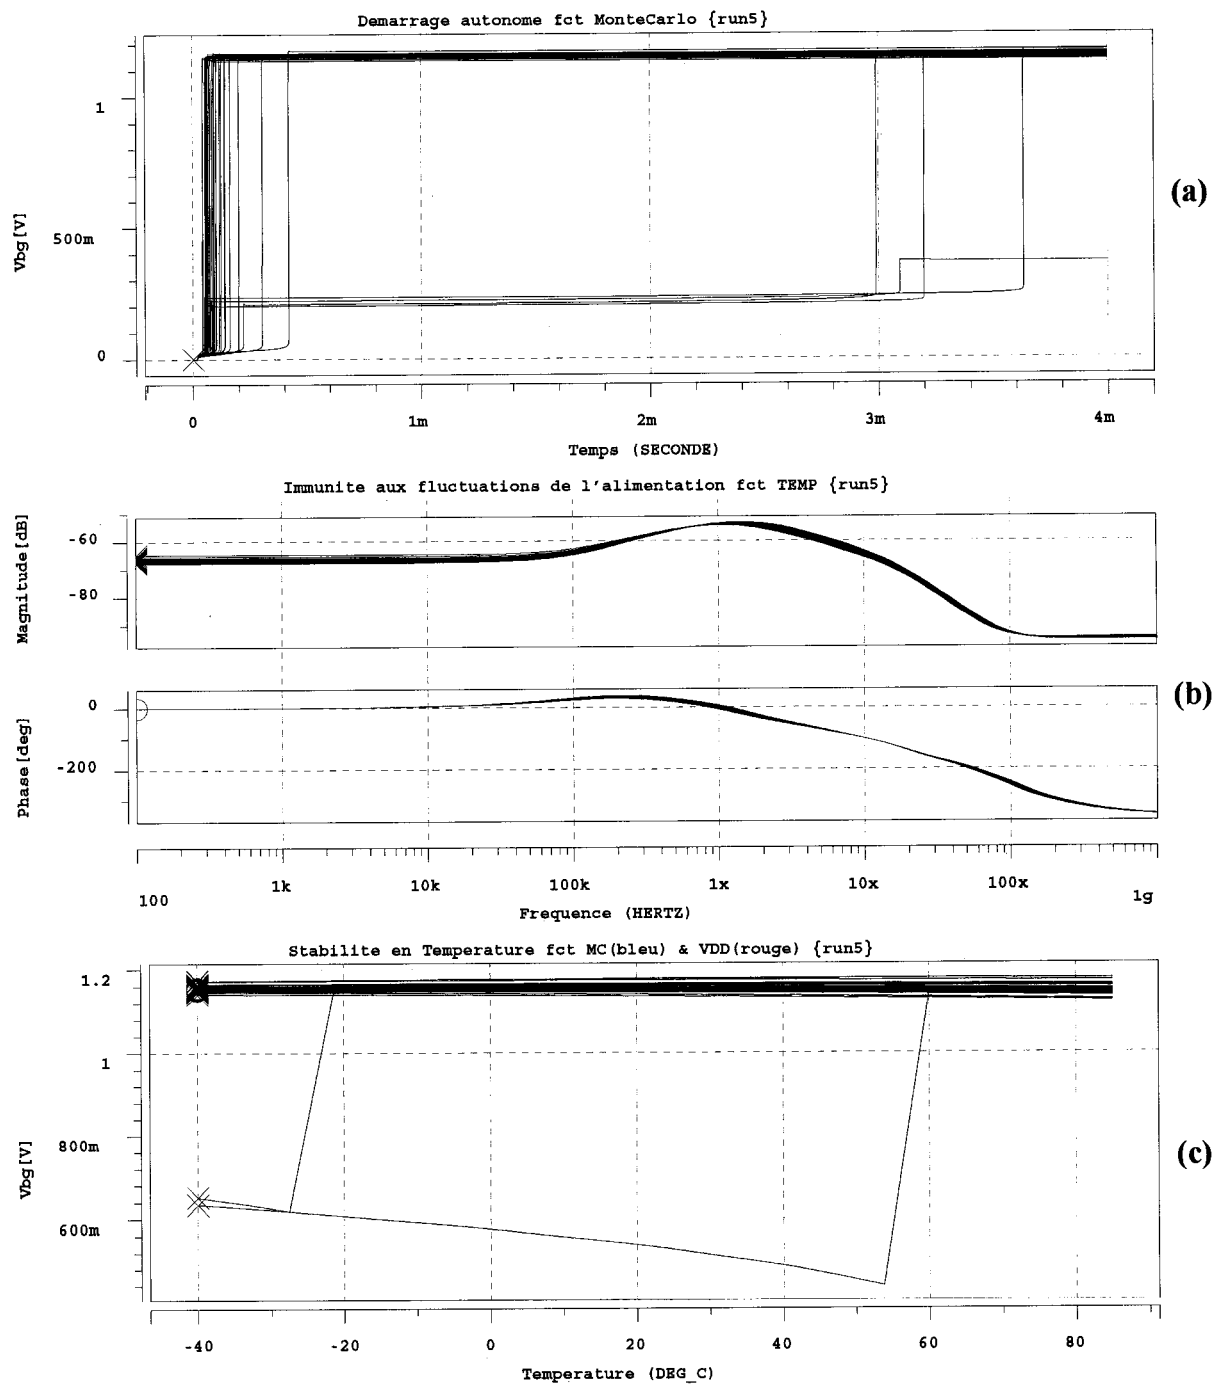 Demarrage autonome fct MonteCarlo {run5}
1
500m
0
Vbg[V]
(a)
0 1m 2m 3m 4m
Temps (SECONDE)
Immunite aux fluctuations de l'alimentation fct TEMP {run5}
-60
-80
Magnitude[dB]
0
-200
Phase[deg]
(b)
100 1k 10k 100k 1x 10x 100x 1g
Frequence (HERTZ)
Stabilite en Temperature fct MC(bleu) & VDD(rouge) {run5}
1.2
1
800m
600m
Vbg[V]
(c)
-40 -20 0 20 40 60 80
Temperature (DEG_C)